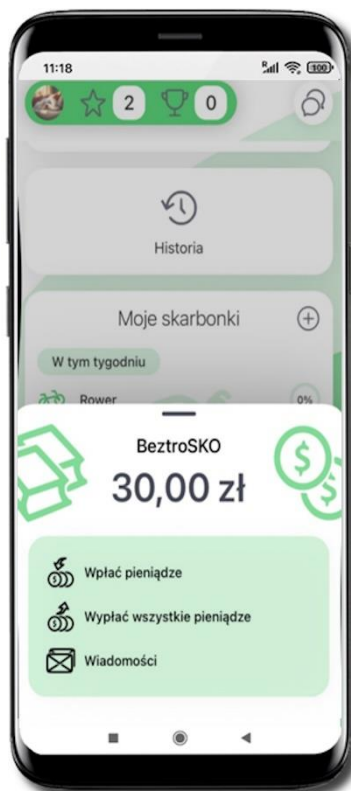 11:18
R
100
2
0
Historia
Moje skarbonki
W tym tygodniu
Rower
0%
BeztroSKO
30,00 zł
Wpłać pieniądze
Wypłać wszystkie pieniądze
Wiadomości